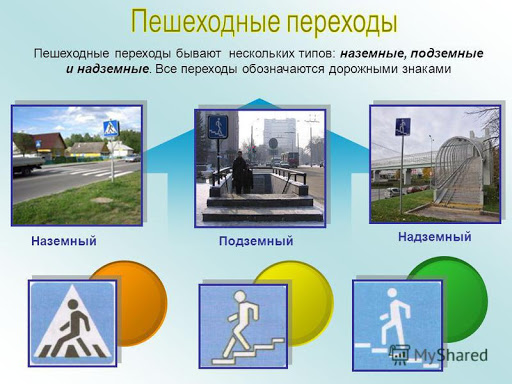 Пешеходные переходы
Пешеходные переходы бывают нескольких типов: наземные, подземные
и надземные. Все переходы обозначаются дорожными знаками
Наземный
Подземный
Надземный
MyShared